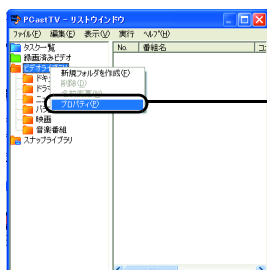 PCastTV - リストウインドウ
ファイル(F) 編集(E) 表示(V) 実行 ヘルプ(H)
タスク一覧
録画済みビデオ
No. 番組名
新規フォルダを作成(F)
削除(D)
プロパティ(P)
映画
音楽番組
スナップライブラリ